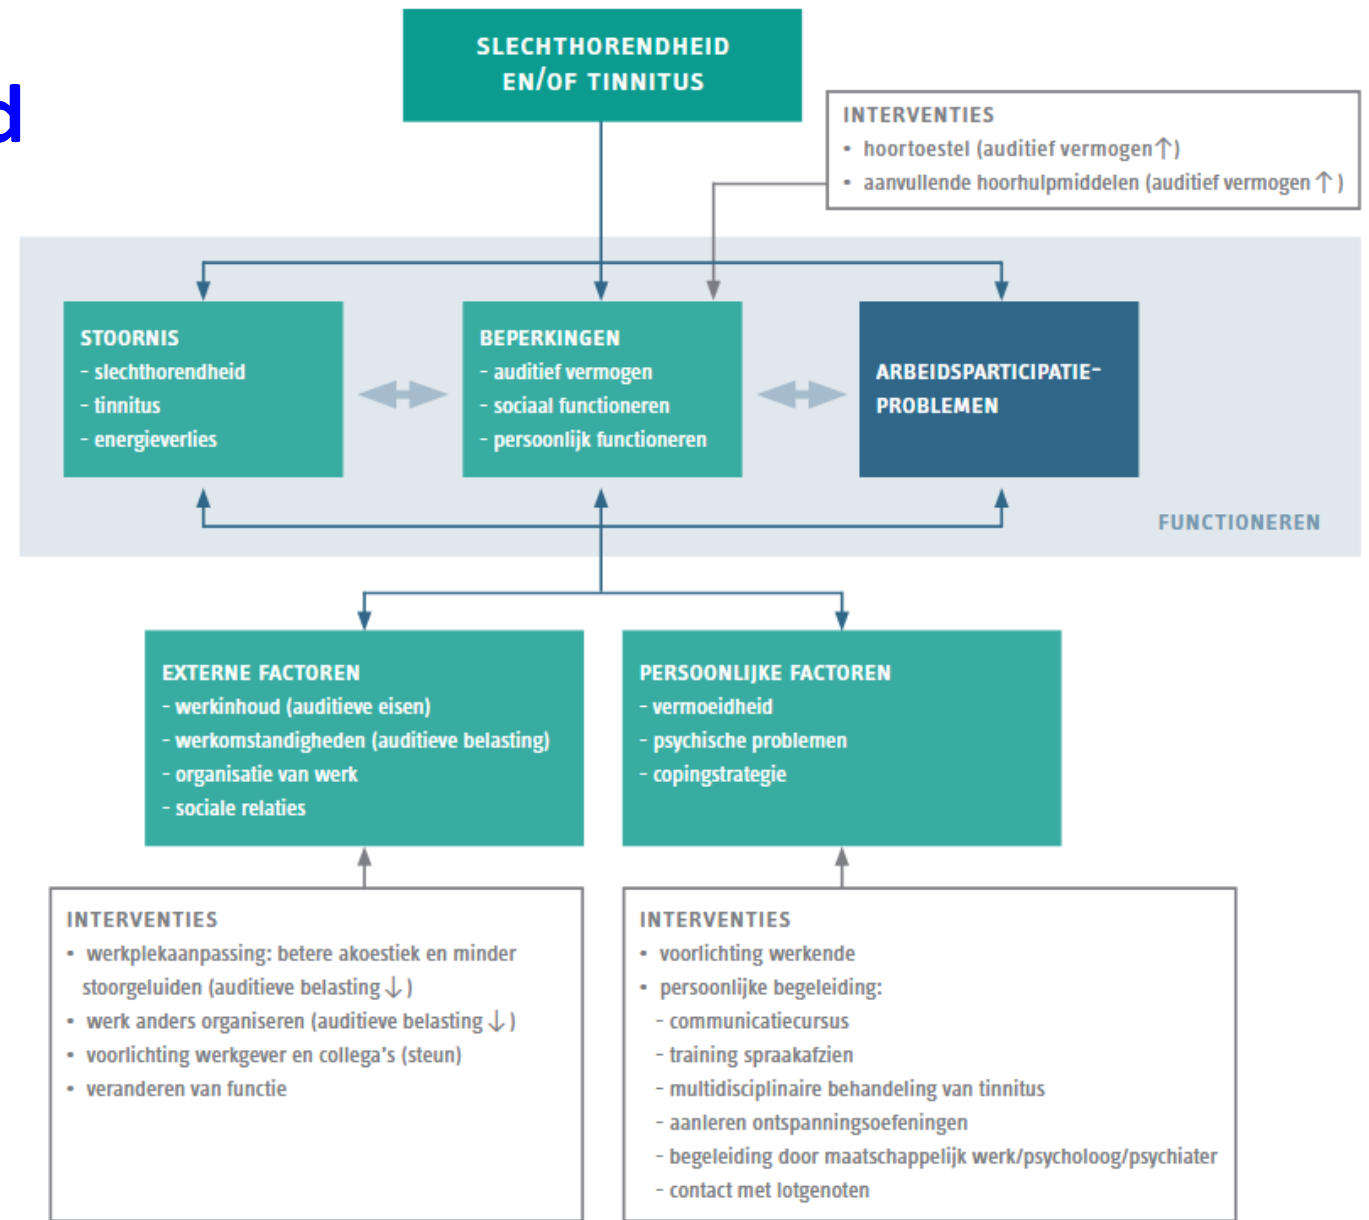 d
SLECHTHORENDHEID
EN/OF TINNITUS
INTERVENTIES
• hoortoestel (auditief vermogen↑)
• aanvullende hoorhulpmiddelen (auditief vermogen ↑ )
STOORNIS
- slechthorendheid
- tinnitus
- energieverlies
BEPERKINGEN
- auditief vermogen
- sociaal functioneren
- persoonlijk functioneren
ARBEIDSPARTICIPATIE-
PROBLEMEN
FUNCTIONEREN
EXTERNE FACTOREN
- werkinhoud (auditieve eisen)
- werkomstandigheden (auditieve belasting)
- organisatie van werk
- sociale relaties
PERSOONLIJKE FACTOREN
- vermoeidheid
- psychische problemen
- copingstrategie
INTERVENTIES
• werkplekaanpassing: betere akoestiek en minder
stoorgeluiden (auditieve belasting ↓ )
• werk anders organiseren (auditieve belasting ↓ )
• voorlichting werkgever en collega's (steun)
• veranderen van functie
INTERVENTIES
• voorlichting werkende
• persoonlijke begeleiding:
- communicatiecursus
- training spraakafzien
- multidisciplinaire behandeling van tinnitus
- aanleren ontspanningsoefeningen
- begeleiding door maatschappelijk werk/psycholoog/psychiater
- contact met lotgenoten